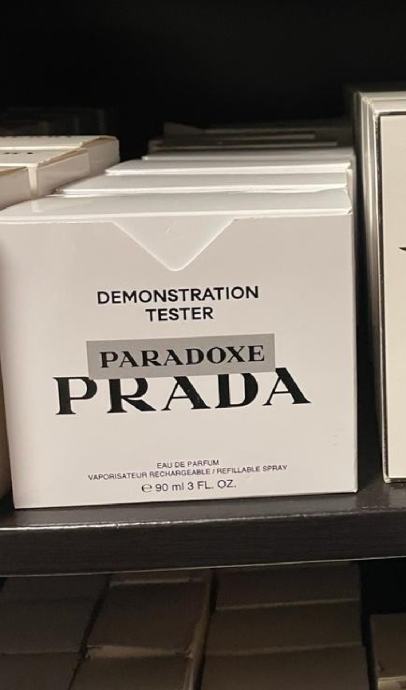 DEMONSTRATION
TESTER
PARADOXE
PRADA
EAU DE PARFUM
VAPORISATEUR RECHARGEABLE / REFILLABLE SPRAY
℮ 90 ml 3 FL. OZ.